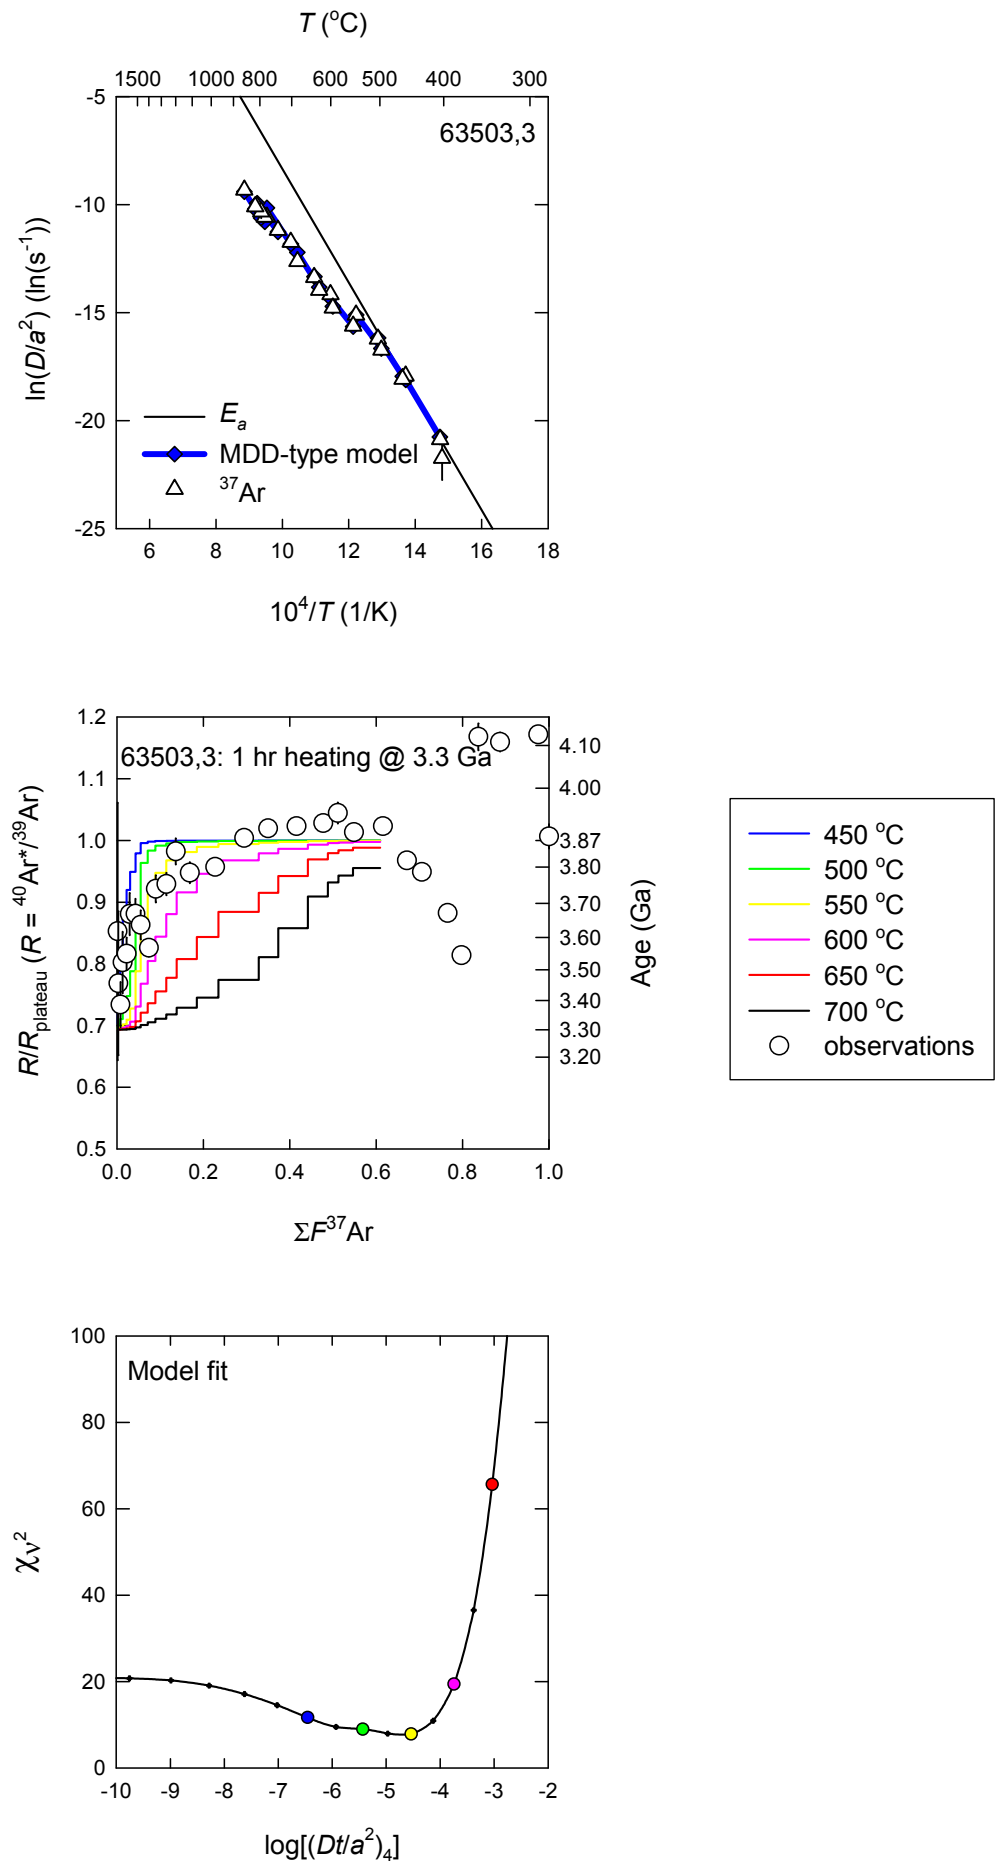 T (°C)
1500 1000 800 600 500 400 300
63503,3
-5
-10
-15
-20
-25
ln(D/a²) (ln(s⁻¹))
Eₐ
MDD-type model
³⁷Ar
6 8 10 12 14 16 18
10⁴/T (1/K)
63503,3: 1 hr heating @ 3.3 Ga
1.2
1.1
1.0
0.9
0.8
0.7
0.6
0.5
R/R_plateau (R = ⁴⁰Ar*/³⁹Ar)
4.10
4.00
3.87
3.80
3.70
3.60
3.50
3.40
3.30
3.20
Age (Ga)
0.0 0.2 0.4 0.6 0.8 1.0
ΣF³⁷Ar
450 °C
500 °C
550 °C
600 °C
650 °C
700 °C
observations
Model fit
100
80
60
40
20
0
χν²
-10 -9 -8 -7 -6 -5 -4 -3 -2
log[(Dt/a²)₄]